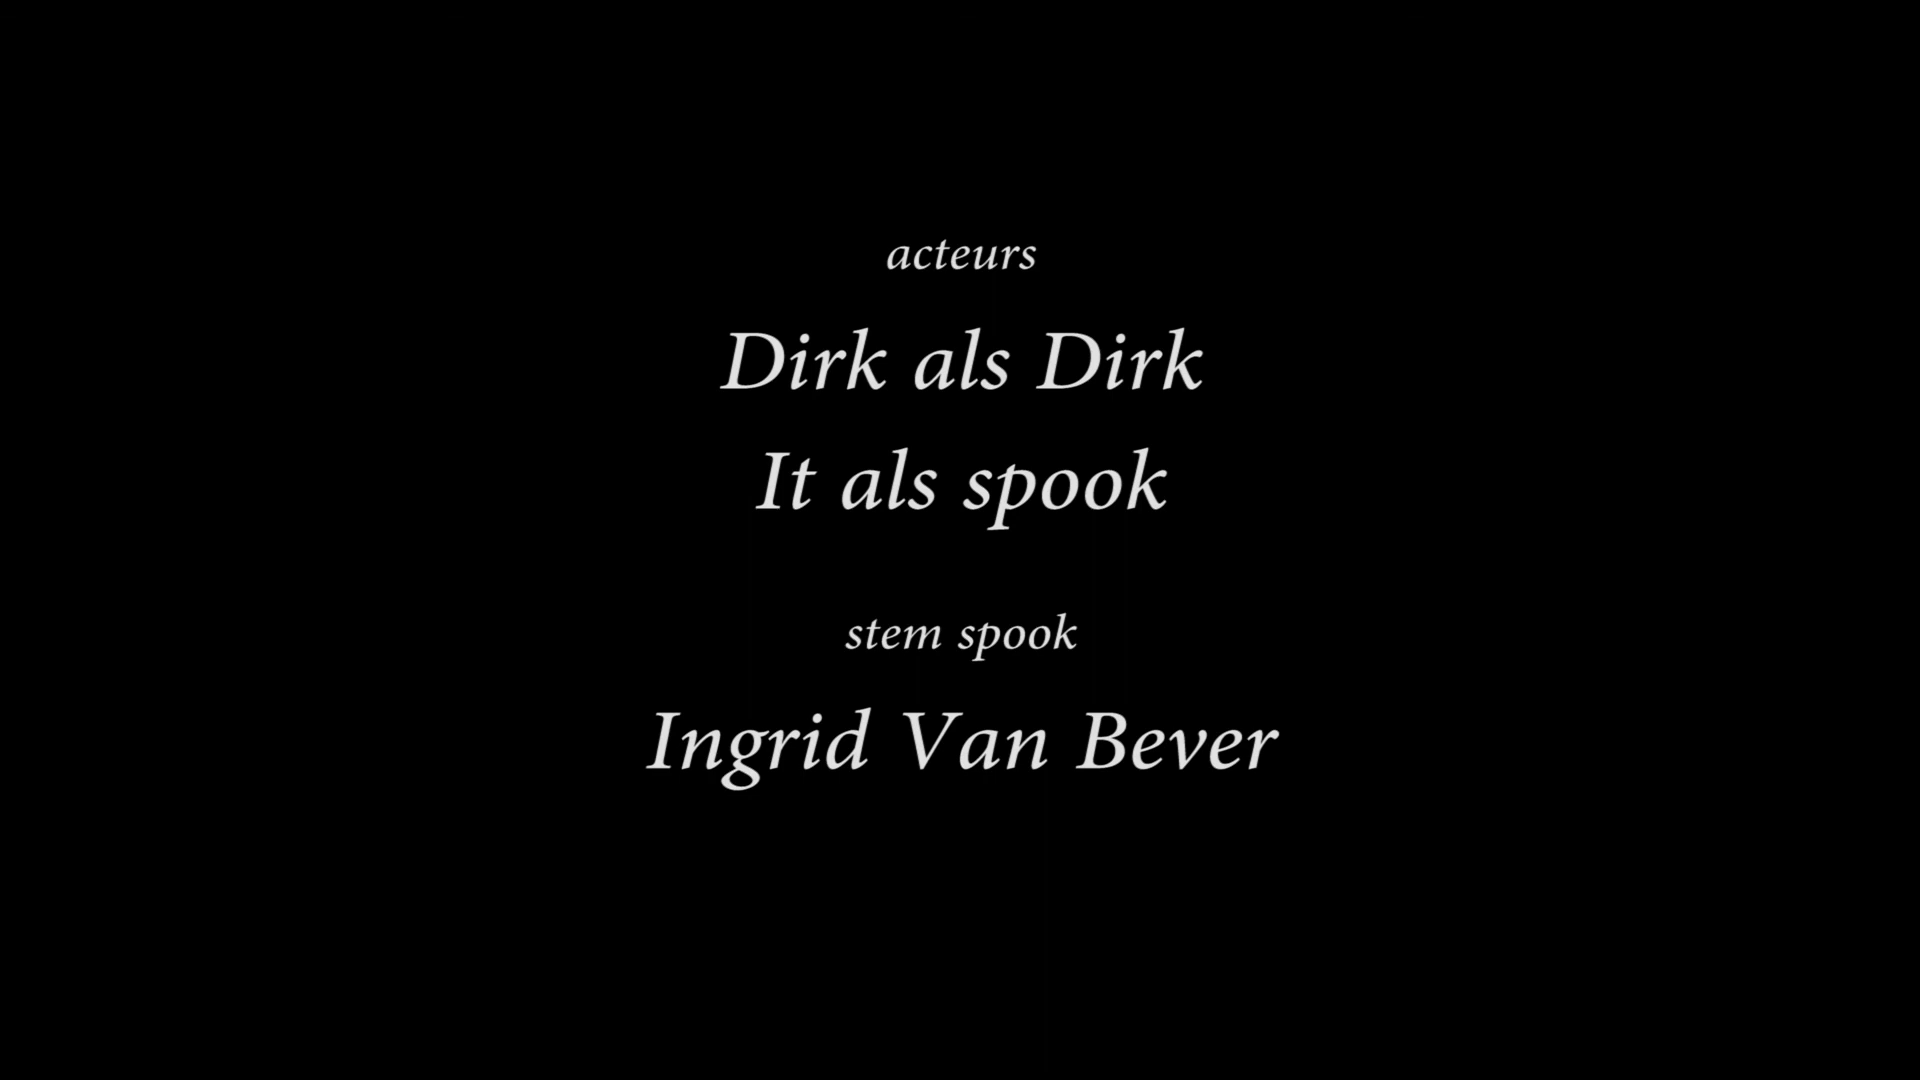 acteurs
Dirk als Dirk
It als spook
stem spook
Ingrid Van Bever